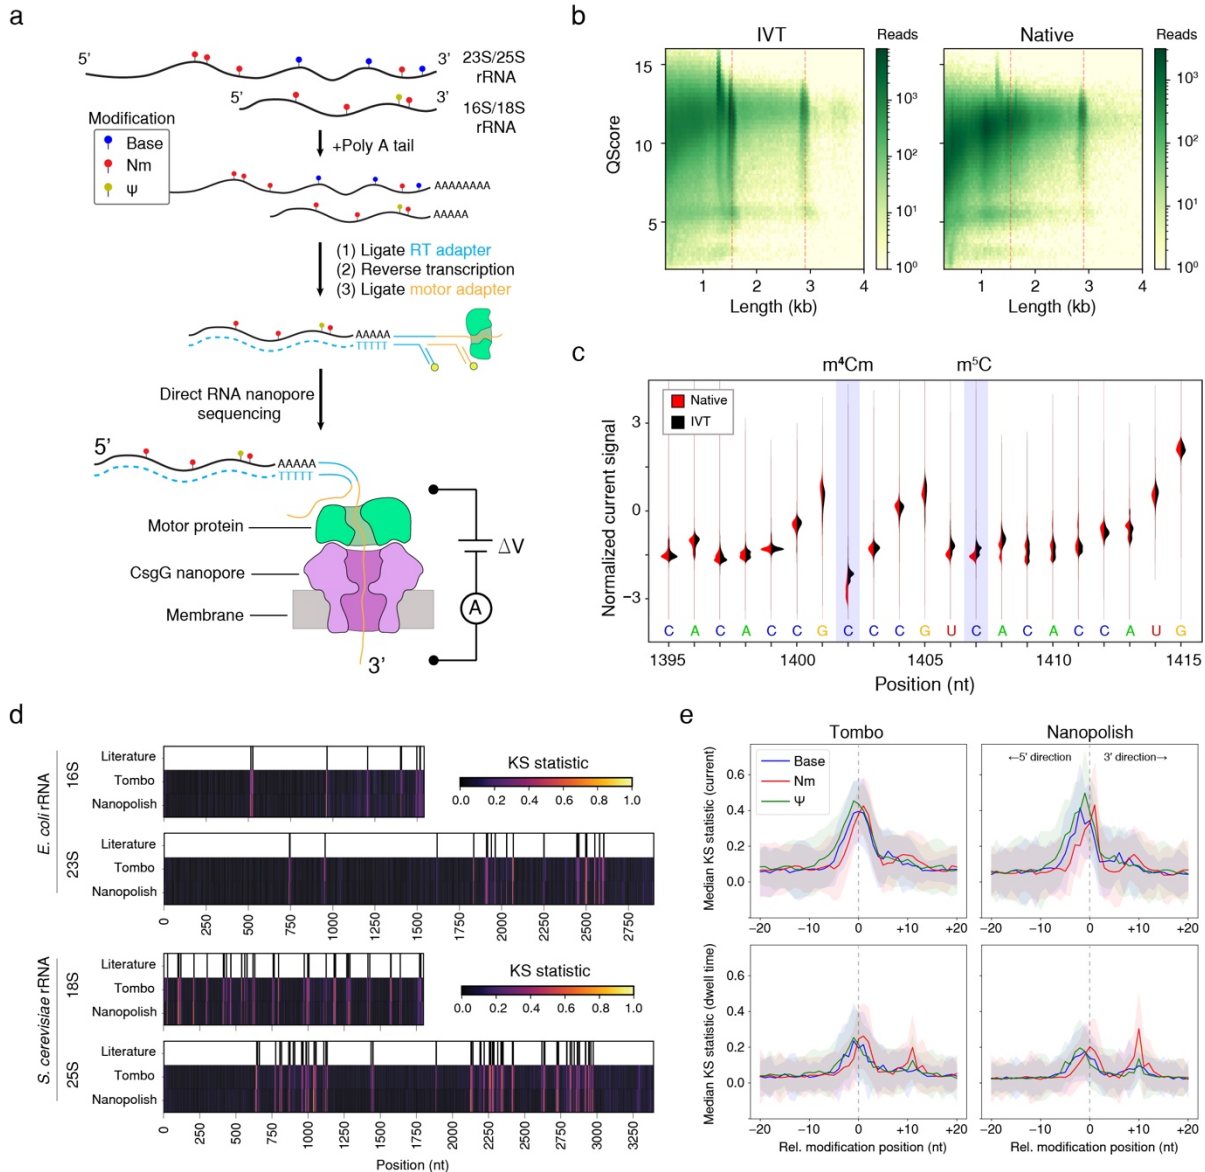 a
5’
3’
23S/25S
rRNA
5’
3’
16S/18S
rRNA
Modification
Base
Nm
Ψ
+Poly A tail
AAAAAAAA
AAAAA
(1) Ligate RT adapter
(2) Reverse transcription
(3) Ligate motor adapter
AAAAA
TTTTT
Direct RNA nanopore
sequencing
5’
AAAAA
TTTTT
Motor protein
CsgG nanopore
Membrane
ΔV
A
3’
b
IVT
Reads
Native
Reads
QScore
15
10
5
1 2 3 4
Length (kb)
10³
10²
10¹
10⁰
1 2 3 4
Length (kb)
10³
10²
10¹
10⁰
c
m⁴Cm
m⁵C
Native
IVT
Normalized current signal
3
0
−3
C A C A C C G C C C G U C A C A C C A U G
1395 1400 1405 1410 1415
Position (nt)
d
E coli rRNA
16S
Literature
Tombo
Nanopolish
KS statistic
0.0 0.2 0.4 0.6 0.8 1.0
23S
Literature
Tombo
Nanopolish
0 250 500 750 1000 1250 1500 1750 2000 2250 2500 2750
S cerevisiae rRNA
18S
Literature
Tombo
Nanopolish
KS statistic
0.0 0.2 0.4 0.6 0.8 1.0
25S
Literature
Tombo
Nanopolish
0 250 500 750 1000 1250 1500 1750 2000 2250 2500 2750 3000 3250
Position (nt)
e
Tombo
Nanopolish
Base
Nm
Ψ
←5' direction
3' direction→
Median KS statistic (current)
0.6
0.4
0.2
0.0
−20 −10 0 +10 +20
−20 −10 0 +10 +20
Median KS statistic (dwell time)
0.6
0.4
0.2
0.0
−20 −10 0 +10 +20
−20 −10 0 +10 +20
Rel. modification position (nt)
Rel. modification position (nt)